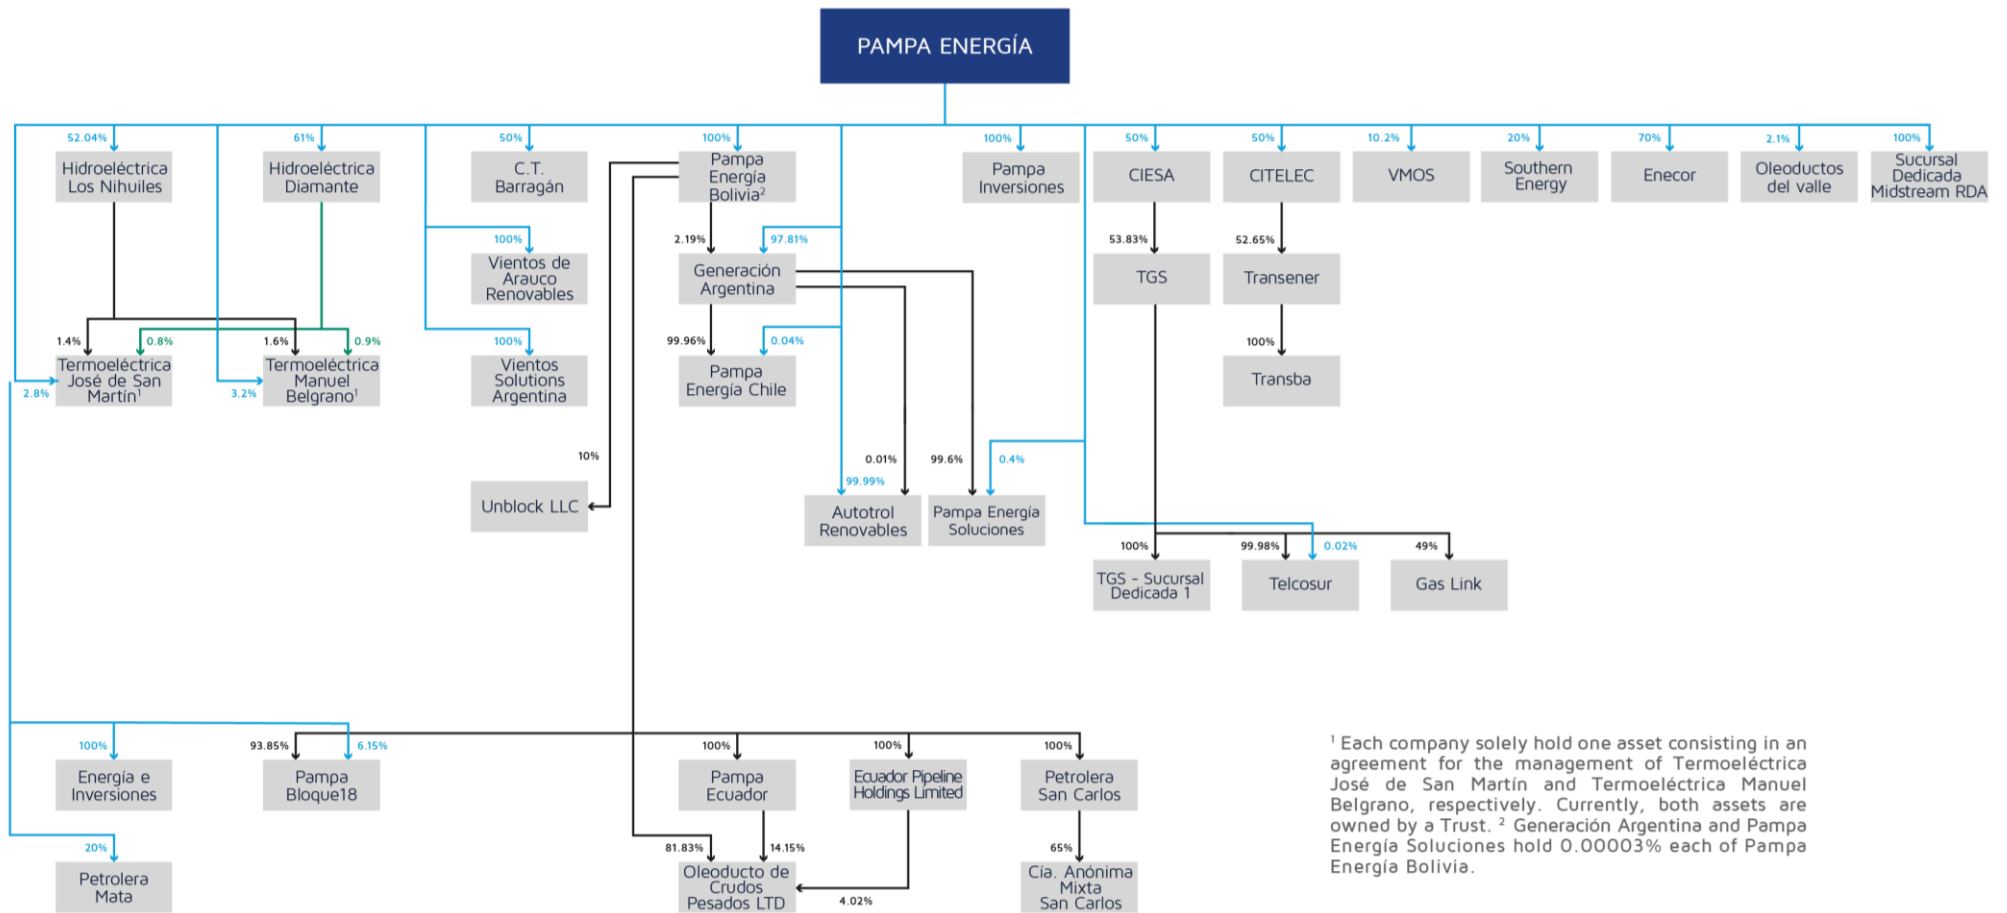 PAMPA ENERGÍA
52.04%
61%
50%
100%
100%
50%
50%
10.2%
20%
70%
2.1%
100%
Hidroeléctrica
Los Nihuiles
Hidroeléctrica
Diamante
C.T.
Barragán
Pampa
Energía
Bolivia²
Pampa
Inversiones
CIESA
CITELEC
VMOS
Southern
Energy
Enecor
Oleoductos
del valle
Sucursal
Dedicada
Midstream RDA
100%
2.19%
97.81%
53.83%
52.65%
Vientos de
Arauco
Renovables
Generación
Argentina
TGS
Transener
1.4%
0.8%
1.6%
0.9%
100%
99.96%
0.04%
100%
Termoeléctrica
José de San
Martín¹
Termoeléctrica
Manuel
Belgrano¹
Vientos
Solutions
Argentina
Pampa
Energía Chile
Transba
2.8%
3.2%
10%
0.01%
99.6%
0.4%
99.99%
Unblock LLC
Autotrol
Renovables
Pampa Energía
Soluciones
100%
99.98%
0.02%
49%
TGS - Sucursal
Dedicada 1
Telcosur
Gas Link
100%
93.85%
6.15%
100%
100%
100%
Energía e
Inversiones
Pampa
Bloque18
Pampa
Ecuador
Ecuador Pipeline
Holdings Limited
Petrolera
San Carlos
20%
81.83%
14.15%
65%
Petrolera
Mata
Oleoducto de
Crudos
Pesados LTD
4.02%
Cía. Anónima
Mixta
San Carlos
¹ Each company solely hold one asset consisting in an
agreement for the management of Termoeléctrica
José de San Martín and Termoeléctrica Manuel
Belgrano, respectively. Currently, both assets are
owned by a Trust. ² Generación Argentina and Pampa
Energía Soluciones hold 0.00003% each of Pampa
Energía Bolivia.